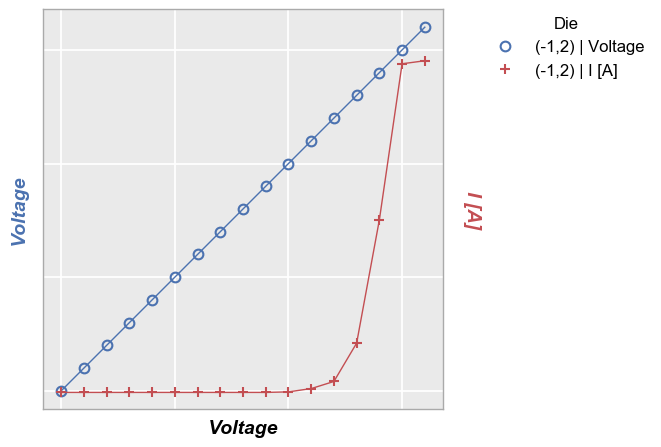 Die
(-1,2) | Voltage
(-1,2) | I [A]
Voltage
I [A]
Voltage